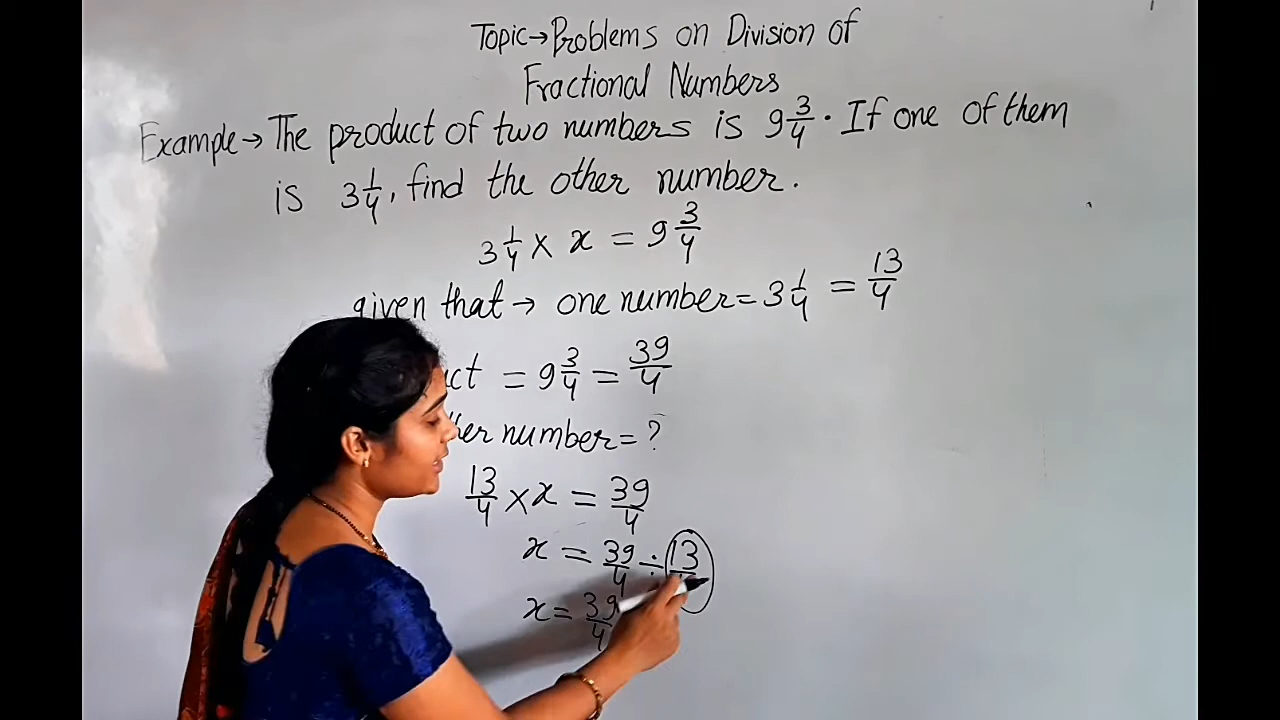 Topic→Problems on Division of
Fractional Numbers
Example→ The product of two numbers is 9 3/4. If one of them
is 3 1/4, find the other number.
3 1/4 × x = 9 3/4
given that → one number = 3 1/4 = 13/4
= 9 3/4 = 39/4
number = ?
13/4 × x = 39/4
x = 39/4 ÷ 13
x = 39/4